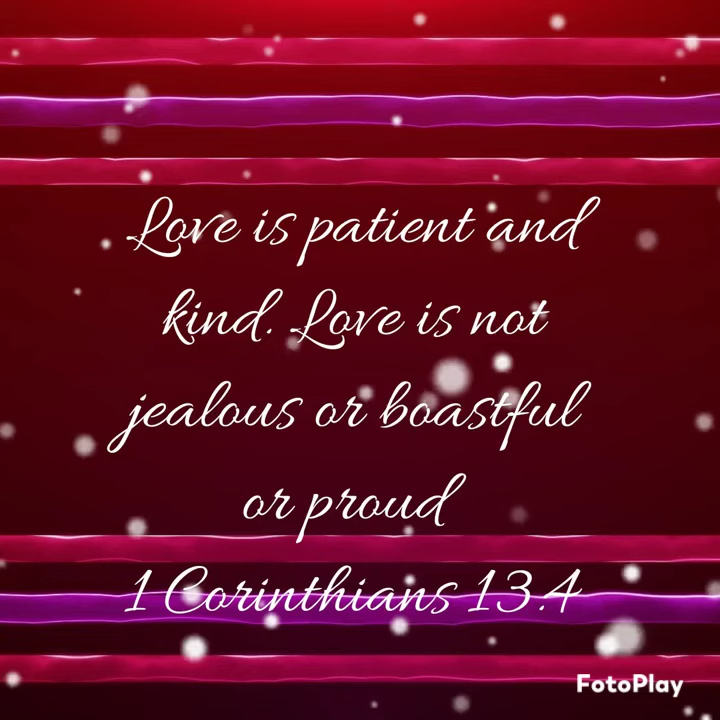 Love is patient and
kind. Love is not
jealous or boastful
or proud
1 Corinthians 13.4
FotoPlay